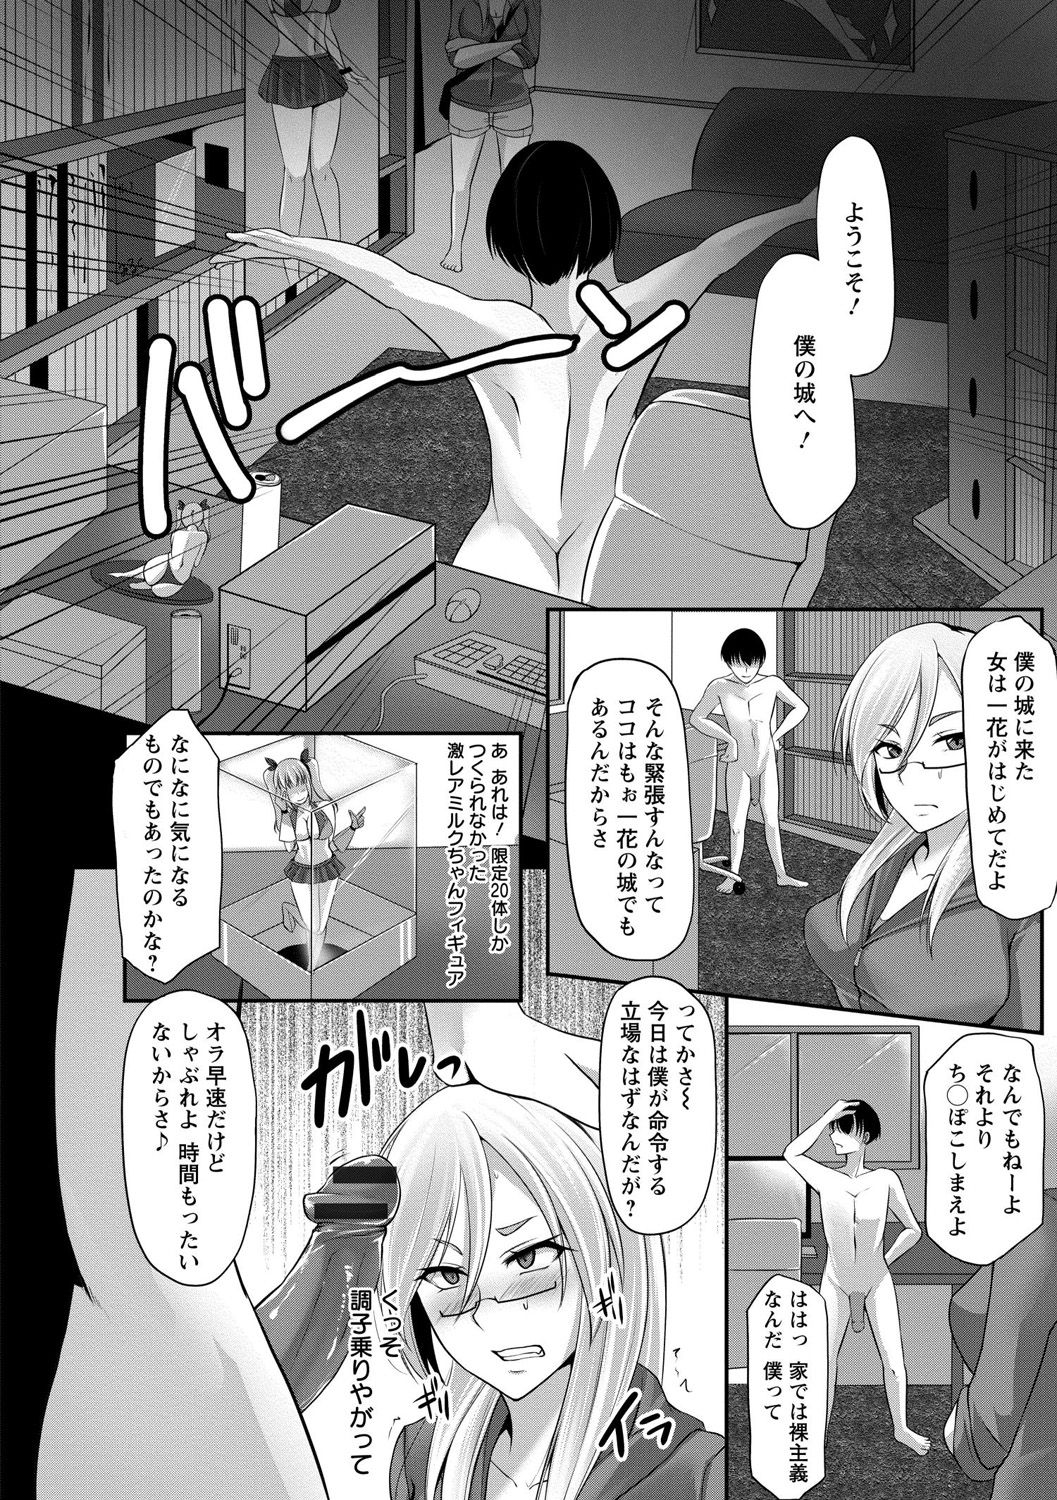 ようこそ！
僕の城へ！
バーン
僕の城に来た
女は一花がはじめてだよ
そんな緊張すんなって
ココはもぉ一花の城でも
あるんだからさ
あ あれは！ 限定20体しか
つくられなかった
激レアミルクちゃんフィギュア
なになに気になる
ものでもあったのかな？
なんでもねーよ
それより
ち〇ぽこしまえよ
ははっ 家では裸主義
なんだ 僕って
ってかさ〜
今日は僕が命令する
立場なはずなんだが？
ガシッ
オラ早速だけど
しゃぶれよ 時間もったい
ないからさ♪
くっそ
調子乗りやがって
イラ